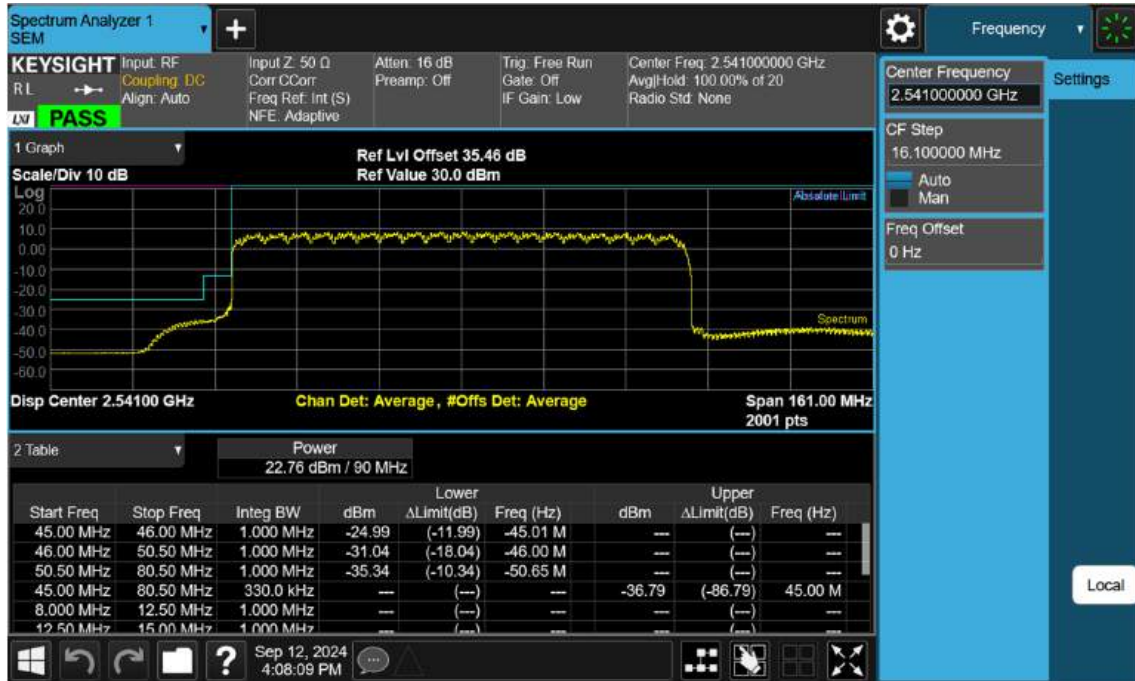 Spectrum Analyzer 1
SEM
+
Frequency
KEYSIGHT
R L
LXI
PASS
Input: RF
Coupling: DC
Align: Auto
Input Z: 50 Ω
Corr CCorr
Freq Ref: Int (S)
NFE: Adaptive
Atten: 16 dB
Preamp: Off
Trig: Free Run
Gate: Off
IF Gain: Low
Center Freq: 2.541000000 GHz
Avg|Hold: 100.00% of 20
Radio Std: None
Center Frequency
2.541000000 GHz
Settings
CF Step
16.100000 MHz
Auto
Man
Freq Offset
0 Hz
Local
1 Graph
Scale/Div 10 dB
Ref Lvl Offset 35.46 dB
Ref Value 30.0 dBm
Log
Absolute Limit
20.0
10.0
0.00
-10.0
-20.0
-30.0
-40.0
-50.0
-60.0
Spectrum
Disp Center 2.54100 GHz
Chan Det: Average, #Offs Det: Average
Span 161.00 MHz
2001 pts
2 Table
Power
22.76 dBm / 90 MHz
Lower Upper
Start Freq Stop Freq Integ BW dBm ΔLimit(dB) Freq (Hz) dBm ΔLimit(dB) Freq (Hz)
45.00 MHz 46.00 MHz 1.000 MHz -24.99 (-11.99) -45.01 M --- (---) ---
46.00 MHz 50.50 MHz 1.000 MHz -31.04 (-18.04) -46.00 M --- (---) ---
50.50 MHz 80.50 MHz 1.000 MHz -35.34 (-10.34) -50.65 M --- (---) ---
45.00 MHz 80.50 MHz 330.0 kHz --- (---) --- -36.79 (-86.79) 45.00 M
8.000 MHz 12.50 MHz 1.000 MHz --- (---) --- --- (---) ---
12.50 MHz 15.00 MHz 1.000 MHz --- (---) --- --- (---) ---
?
Sep 12, 2024
4:08:09 PM